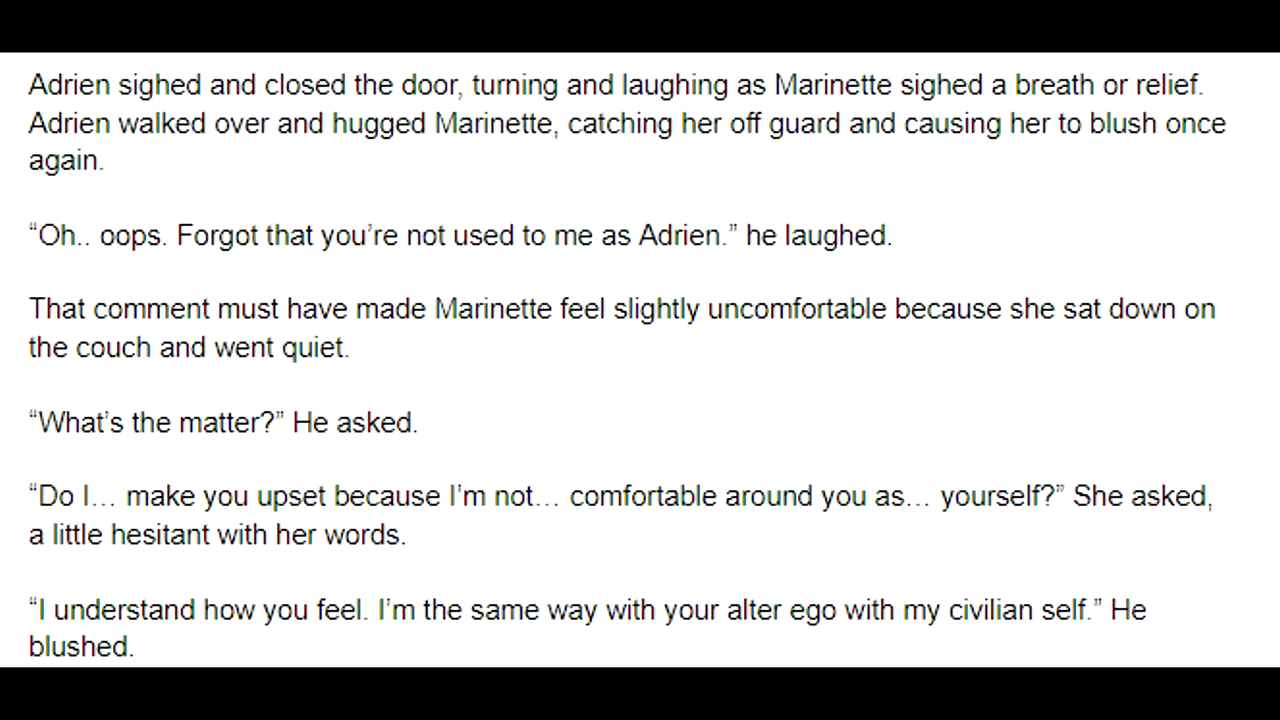 Adrien sighed and closed the door, turning and laughing as Marinette sighed a breath or relief.
Adrien walked over and hugged Marinette, catching her off guard and causing her to blush once
again.
“Oh.. oops. Forgot that you’re not used to me as Adrien.” he laughed.
That comment must have made Marinette feel slightly uncomfortable because she sat down on
the couch and went quiet.
“What’s the matter?” He asked.
“Do I… make you upset because I’m not… comfortable around you as… yourself?” She asked,
a little hesitant with her words.
“I understand how you feel. I’m the same way with your alter ego with my civilian self.” He
blushed.